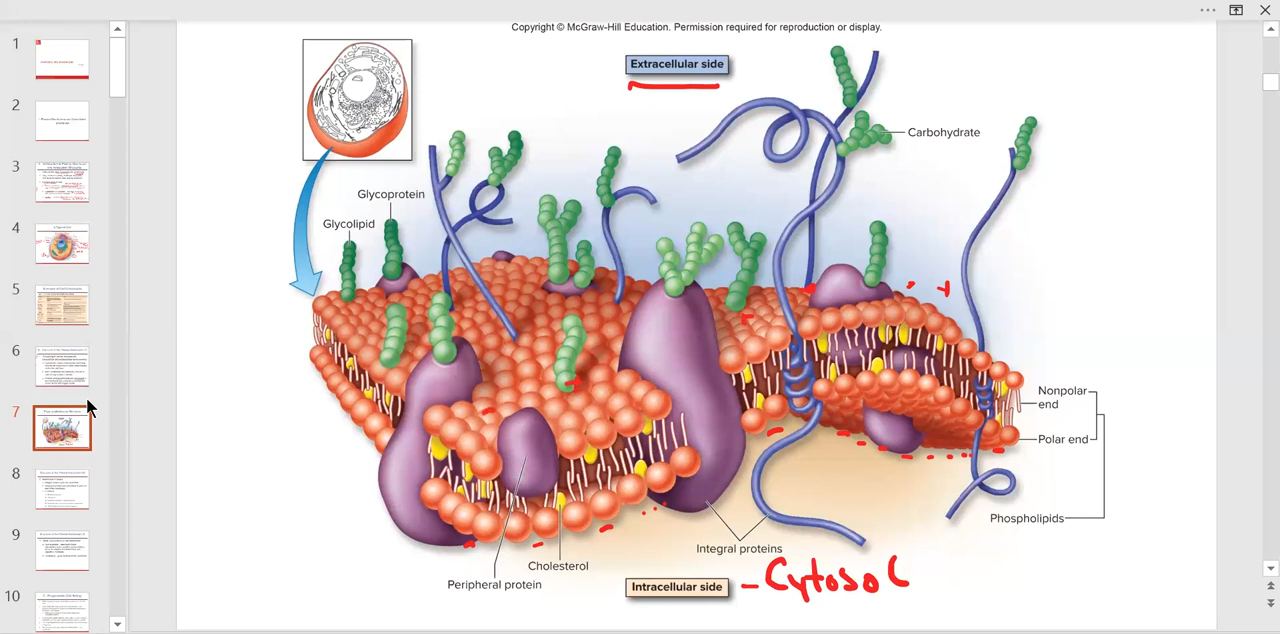 Copyright © McGraw-Hill Education. Permission required for reproduction or display.
Extracellular side
Carbohydrate
Glycoprotein
Glycolipid
Nonpolar
end
Polar end
Phospholipids
Integral proteins
Cholesterol
Peripheral protein
Intracellular side
- Cytosol
1
2
3
4
5
6
7
8
9
10